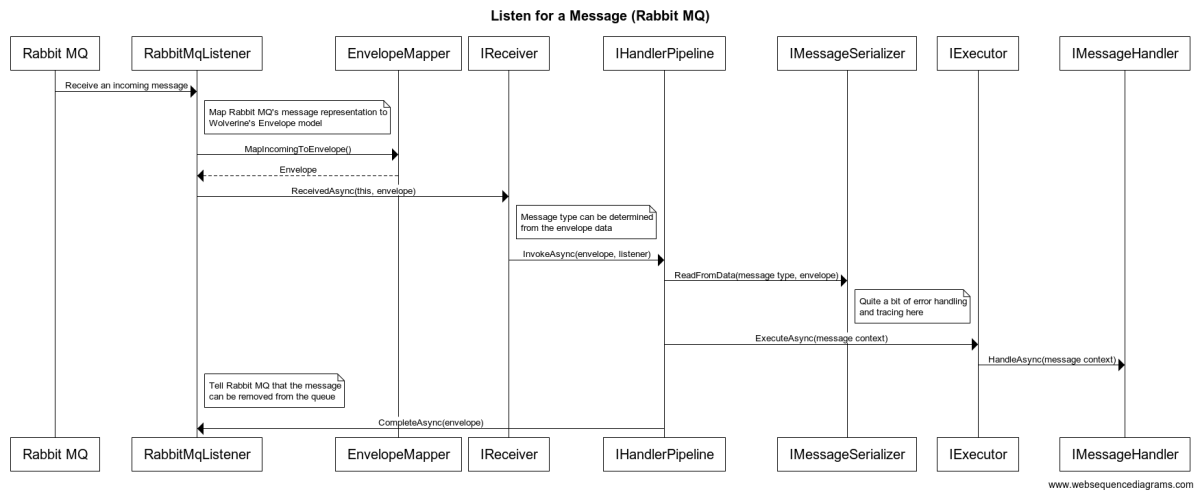 Listen for a Message (Rabbit MQ)
Rabbit MQ
RabbitMqListener
EnvelopeMapper
IReceiver
IHandlerPipeline
IMessageSerializer
IExecutor
IMessageHandler
Receive an incoming message
Map Rabbit MQ's message representation to
Wolverine's Envelope model
MapIncomingToEnvelope()
Envelope
ReceivedAsync(this, envelope)
Message type can be determined
from the envelope data
InvokeAsync(envelope, listener)
ReadFromData(message type, envelope)
Quite a bit of error handling
and tracing here
ExecuteAsync(message context)
HandleAsync(message context)
Tell Rabbit MQ that the message
can be removed from the queue
CompleteAsync(envelope)
Rabbit MQ
RabbitMqListener
EnvelopeMapper
IReceiver
IHandlerPipeline
IMessageSerializer
IExecutor
IMessageHandler
www.websequencediagrams.com